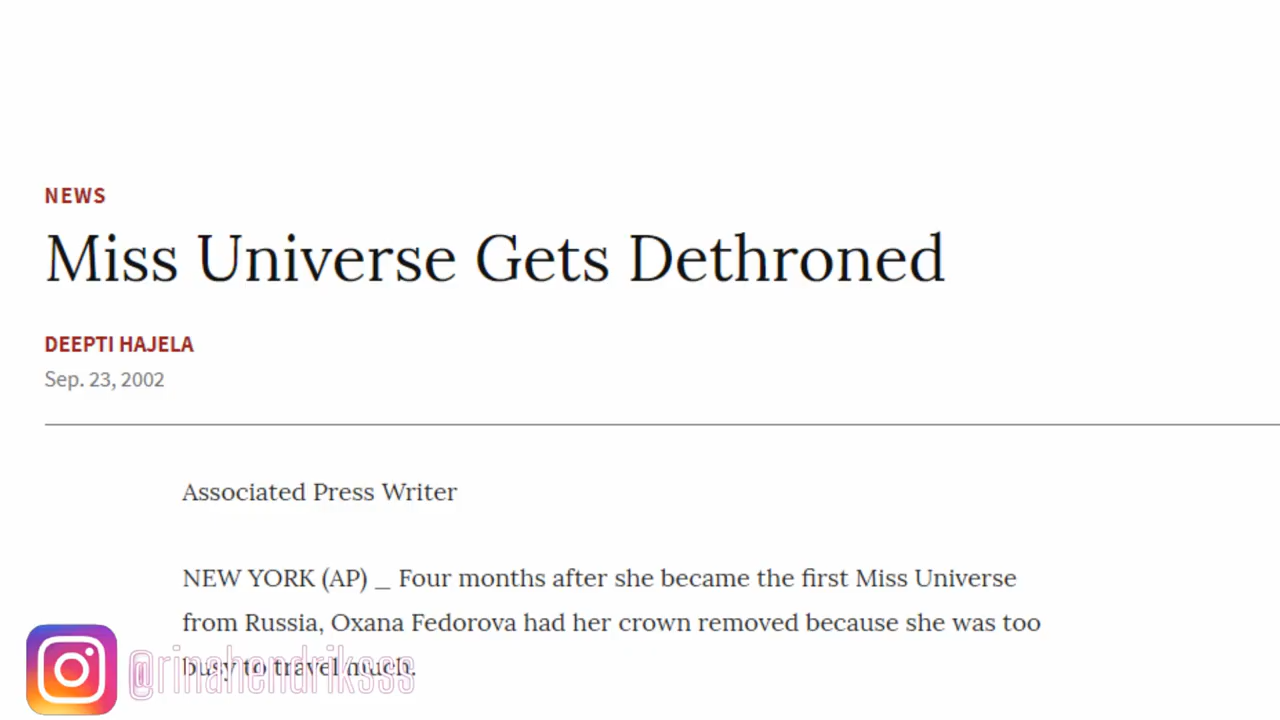 NEWS
Miss Universe Gets Dethroned
DEEPTI HAJELA
Sep. 23, 2002
Associated Press Writer
NEW YORK (AP) _ Four months after she became the first Miss Universe
from Russia, Oxana Fedorova had her crown removed because she was too
busy to travel much.
@rinahendriksss